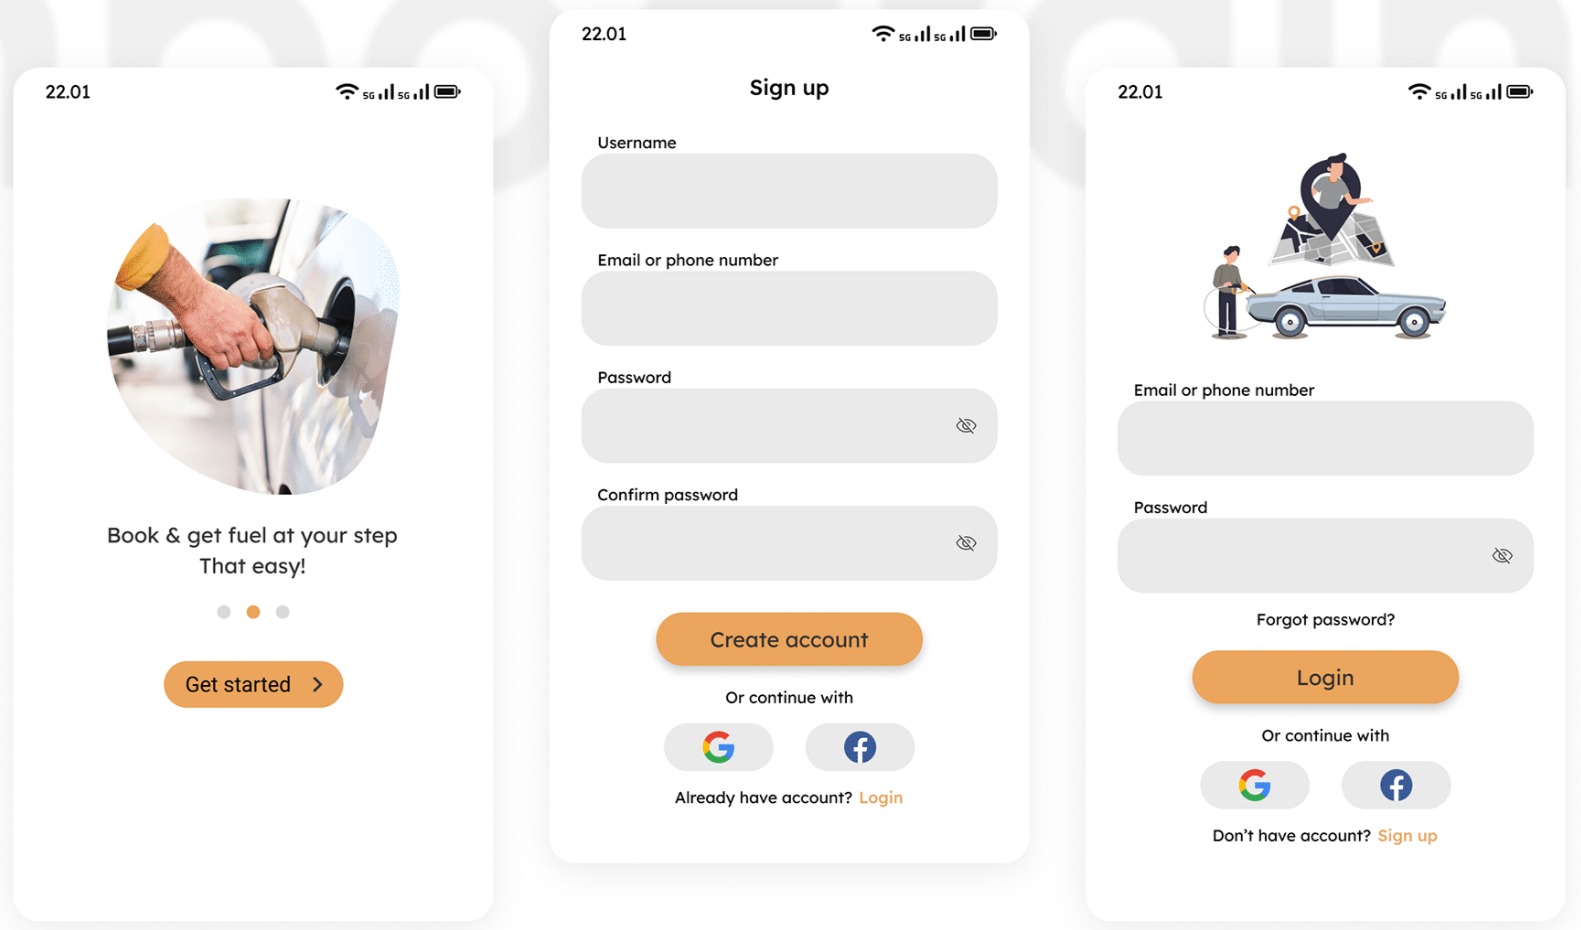 22.01
5G 5G
Book & get fuel at your step
That easy!
Get started
22.01
5G 5G
Sign up
Username
Email or phone number
Password
Confirm password
Create account
Or continue with
Already have account? Login
22.01
5G 5G
Email or phone number
Password
Forgot password?
Login
Or continue with
Don't have account? Sign up